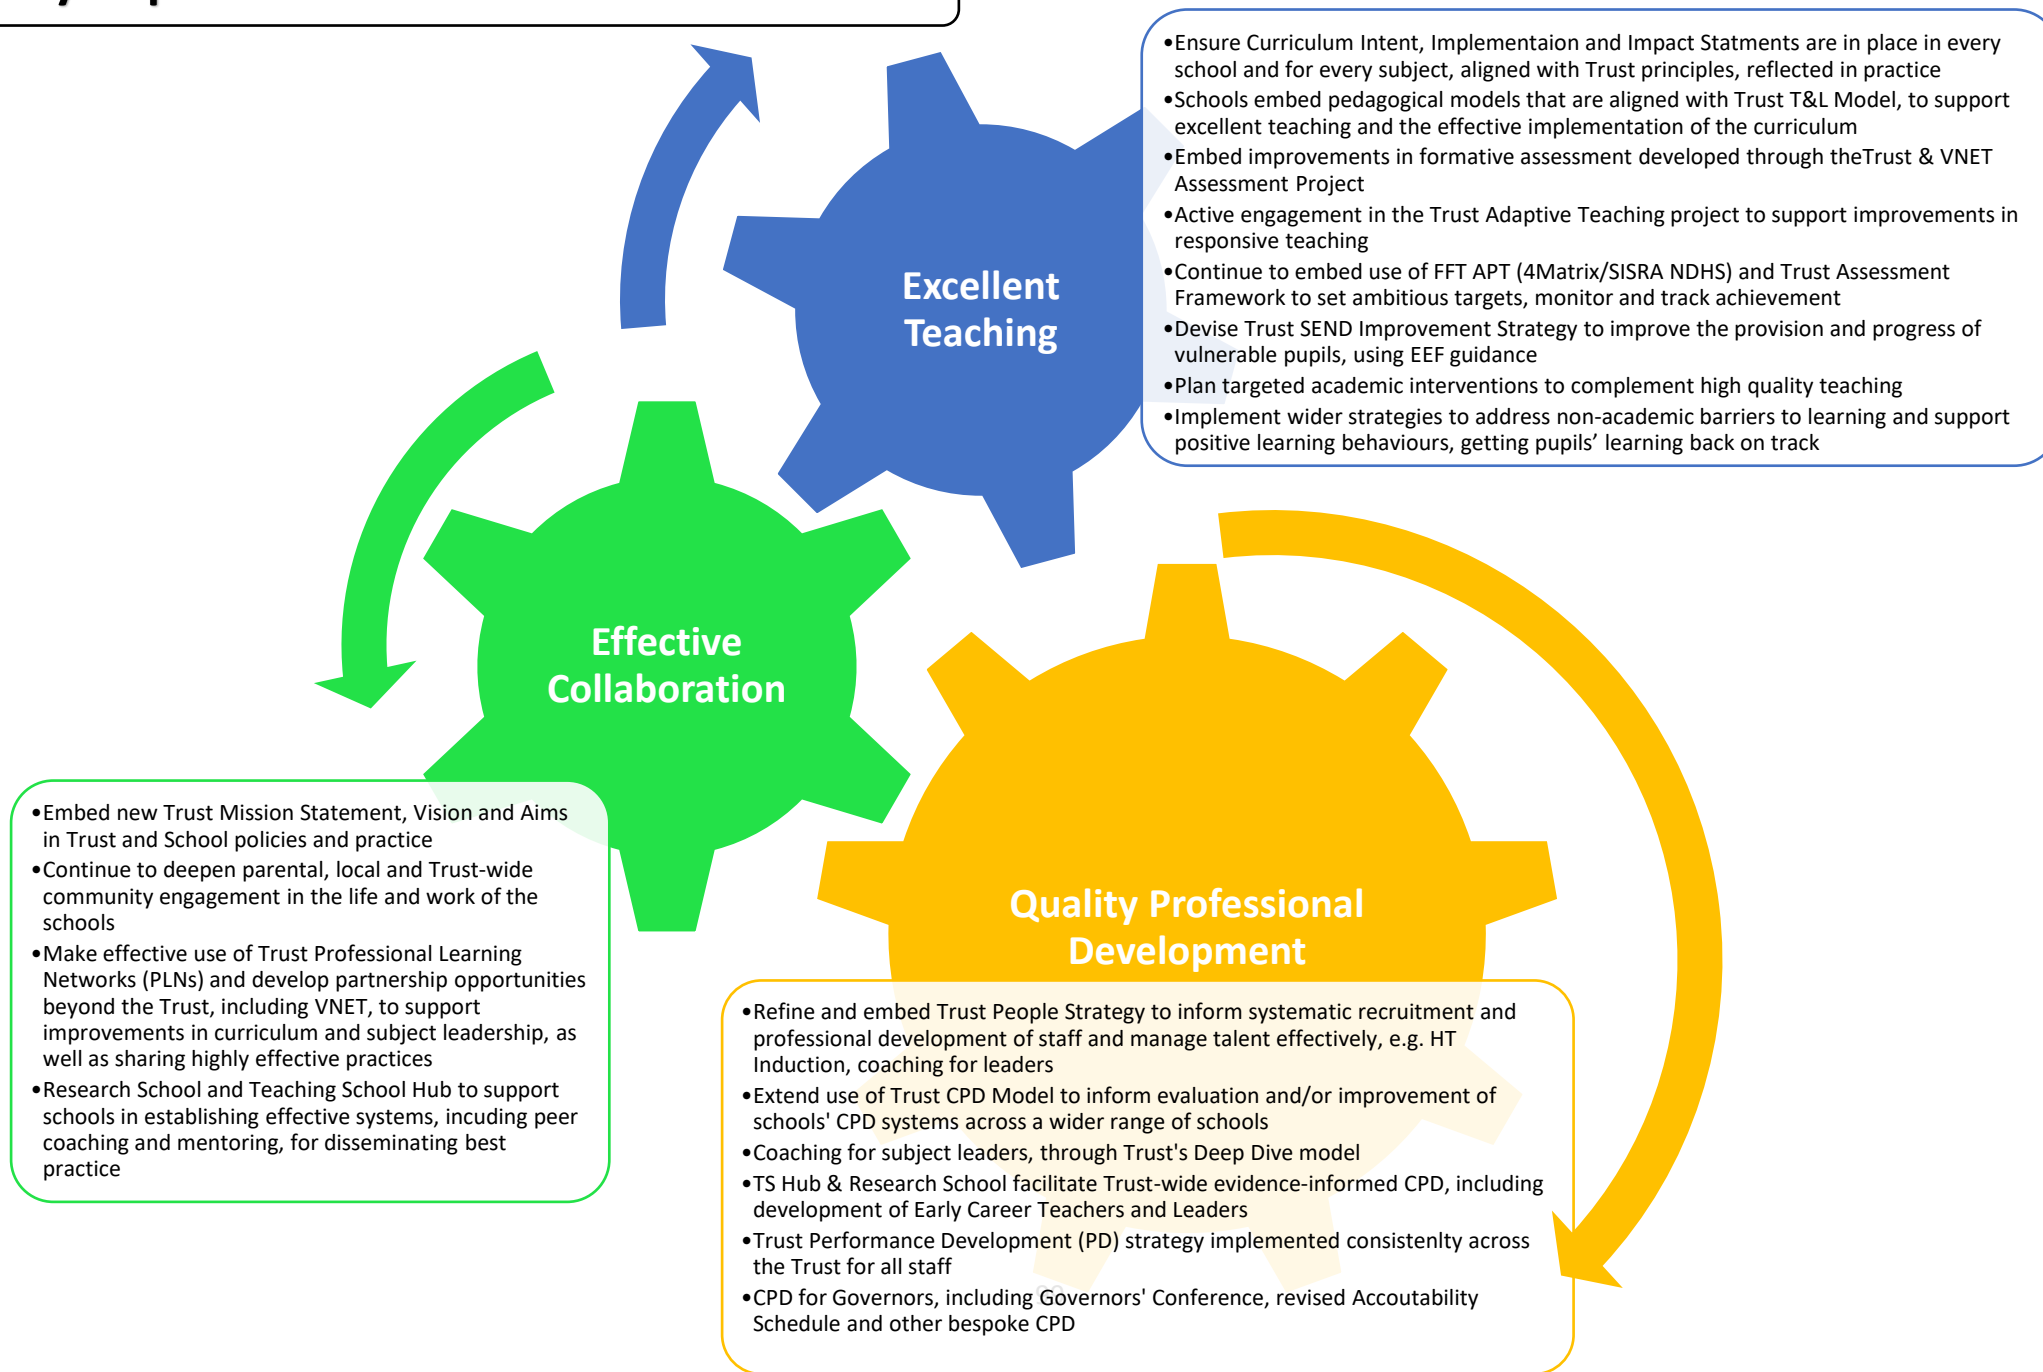 •Ensure Curriculum Intent, Implementaion and Impact Statments are in place in every
school and for every subject, aligned with Trust principles, reflected in practice
•Schools embed pedagogical models that are aligned with Trust T&L Model, to support
excellent teaching and the effective implementation of the curriculum
•Embed improvements in formative assessment developed through theTrust & VNET
Assessment Project
•Active engagement in the Trust Adaptive Teaching project to support improvements in
responsive teaching
•Continue to embed use of FFT APT (4Matrix/SISRA NDHS) and Trust Assessment
Framework to set ambitious targets, monitor and track achievement
•Devise Trust SEND Improvement Strategy to improve the provision and progress of
vulnerable pupils, using EEF guidance
•Plan targeted academic interventions to complement high quality teaching
•Implement wider strategies to address non-academic barriers to learning and support
positive learning behaviours, getting pupils’ learning back on track
Excellent
Teaching
Effective
Collaboration
•Embed new Trust Mission Statement, Vision and Aims
in Trust and School policies and practice
•Continue to deepen parental, local and Trust-wide
community engagement in the life and work of the
schools
•Make effective use of Trust Professional Learning
Networks (PLNs) and develop partnership opportunities
beyond the Trust, including VNET, to support
improvements in curriculum and subject leadership, as
well as sharing highly effective practices
•Research School and Teaching School Hub to support
schools in establishing effective systems, incuding peer
coaching and mentoring, for disseminating best
practice
Quality Professional
Development
•Refine and embed Trust People Strategy to inform systematic recruitment and
professional development of staff and manage talent effectively, e.g. HT
Induction, coaching for leaders
•Extend use of Trust CPD Model to inform evaluation and/or improvement of
schools' CPD systems across a wider range of schools
•Coaching for subject leaders, through Trust's Deep Dive model
•TS Hub & Research School facilitate Trust-wide evidence-informed CPD, including
development of Early Career Teachers and Leaders
•Trust Performance Development (PD) strategy implemented consistenlty across
the Trust for all staff
•CPD for Governors, including Governors' Conference, revised Accoutability
Schedule and other bespoke CPD